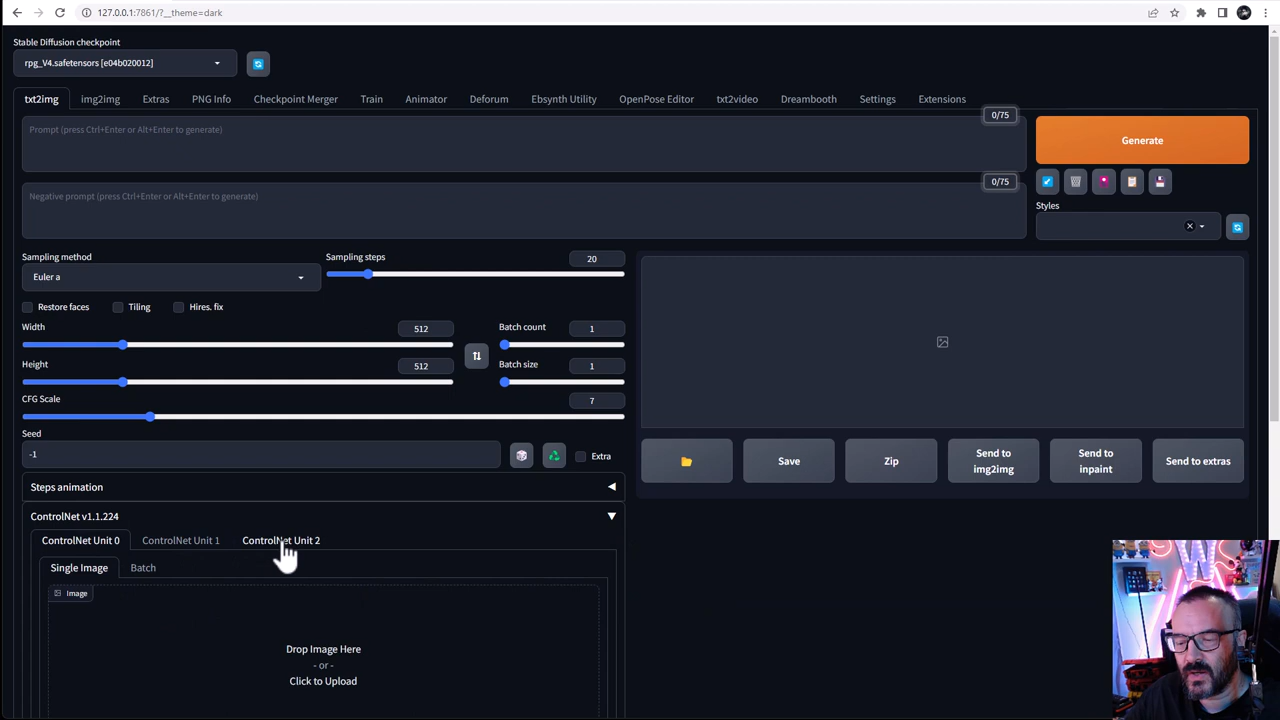 127.0.0.1:7861/?__theme=dark
Stable Diffusion checkpoint
rpg_V4.safetensors [e04b020012]
txt2img img2img Extras PNG Info Checkpoint Merger Train Animator Deforum Ebsynth Utility OpenPose Editor txt2video Dreambooth Settings Extensions
0/75
Prompt (press Ctrl+Enter or Alt+Enter to generate)
Generate
0/75
Negative prompt (press Ctrl+Enter or Alt+Enter to generate)
Styles
Sampling method
Sampling steps
20
Euler a
Restore faces Tiling Hires. fix
Width
512
Batch count
1
Height
512
Batch size
1
CFG Scale
7
Seed
-1
Extra
Save
Zip
Send to img2img
Send to inpaint
Send to extras
Steps animation
ControlNet v1.1.224
ControlNet Unit 0 ControlNet Unit 1 ControlNet Unit 2
Single Image Batch
Image
Drop Image Here
- or -
Click to Upload